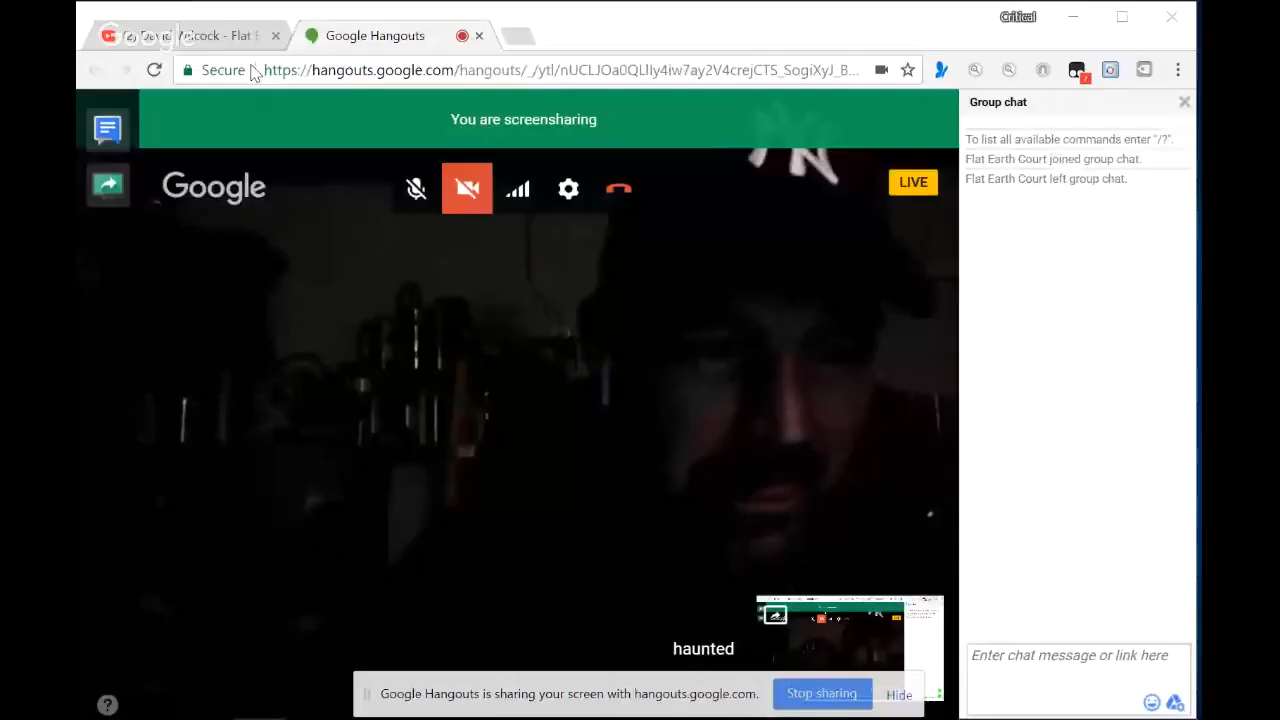 Critical
Google
Google Hangouts
Secure
https://hangouts.google.com/hangouts/_/ytl/nUCLJOa0QLlly4iw7ay2V4crejCTS_SogiXyJ_B...
You are screensharing
Group chat
To list all available commands enter "/?".
Flat Earth Court joined group chat.
Flat Earth Court left group chat.
Google
LIVE
haunted
Google Hangouts is sharing your screen with hangouts.google.com.
Stop sharing
Hide
Enter chat message or link here